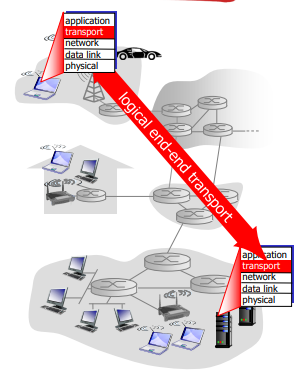 application
transport
network
data link
physical
logical end-end transport
application
transport
network
data link
physical